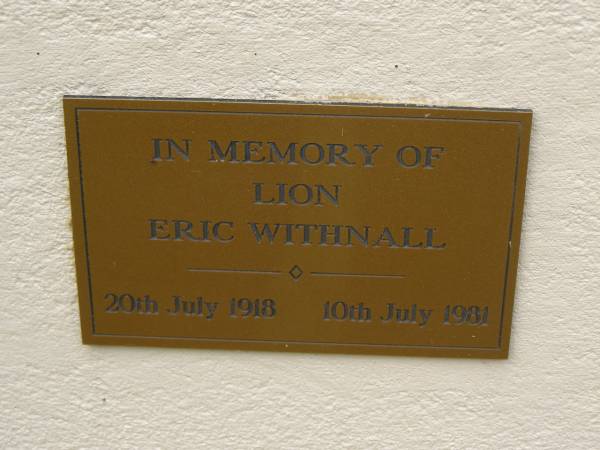 IN MEMORY OF
LION
ERIC WITHNALL
20th July 1918 10th July 1981